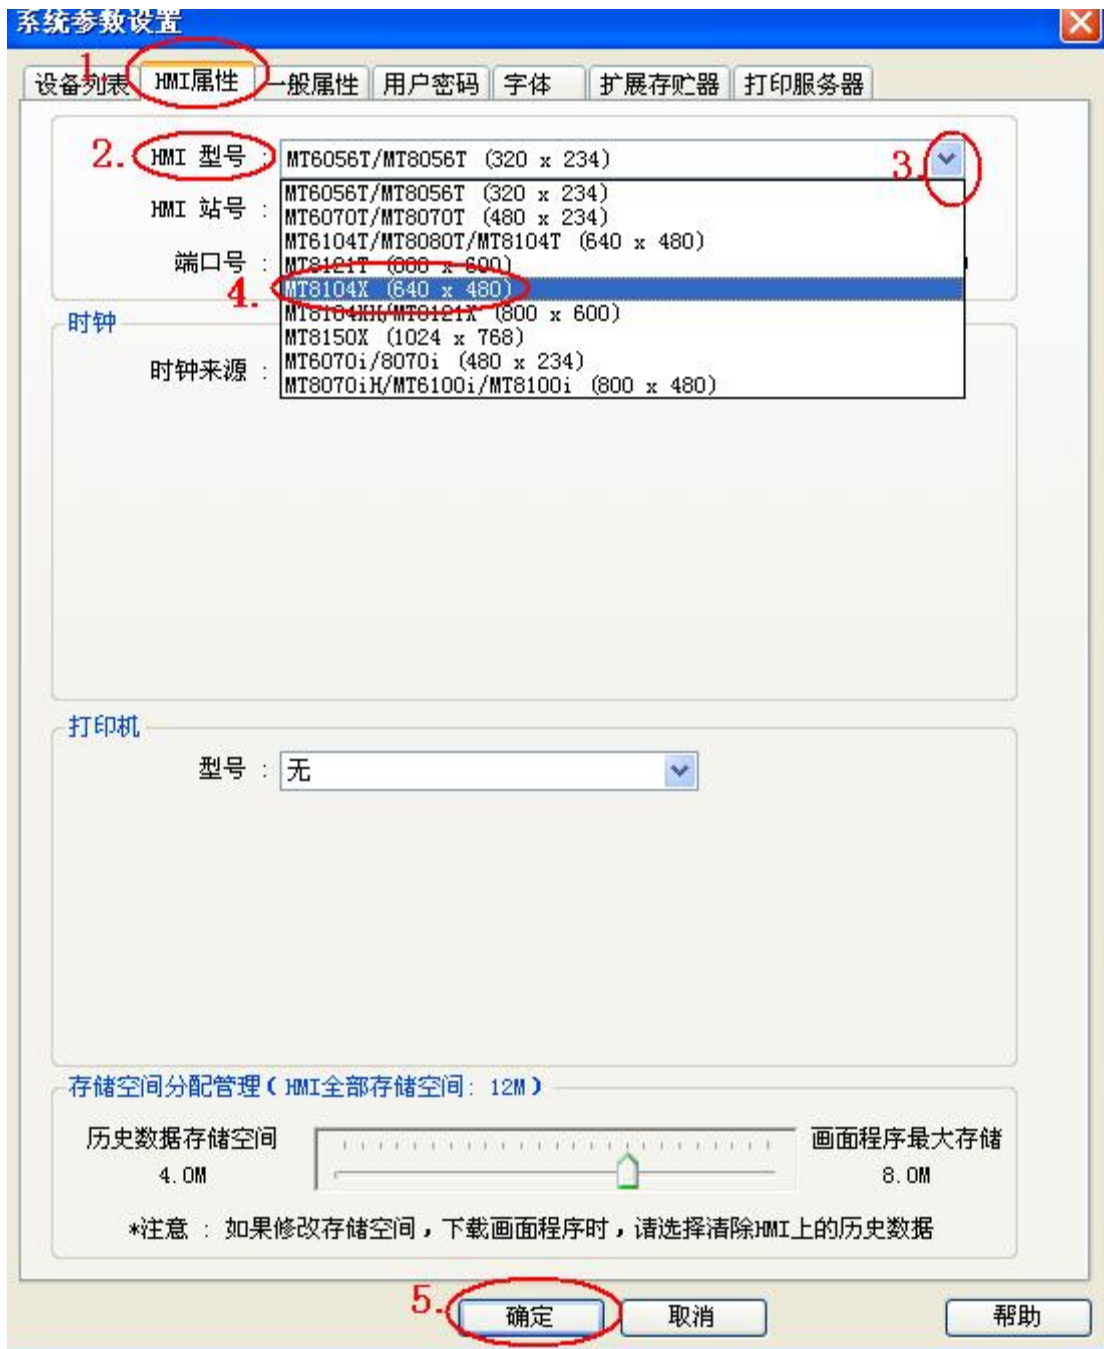 系统参数设置
1.
设备列表 HMI属性 一般属性 用户密码 字体 扩展存贮器 打印服务器
2. HMI 型号 : MT6056T/MT8056T (320 x 234) 3.
MT6056T/MT8056T (320 x 234)
HMI 站号 : MT6070T/MT8070T (480 x 234)
MT6104T/MT8080T/MT8104T (640 x 480)
端口号 : MT8121T (800 x 600)
4. MT8104X (640 x 480)
MT8104XH/MT8121X (800 x 600)
时钟
MT8150X (1024 x 768)
时钟来源 : MT6070i/8070i (480 x 234)
MT8070iH/MT6100i/MT8100i (800 x 480)
打印机
型号 : 无
存储空间分配管理(HMI全部存储空间: 12M)
历史数据存储空间 画面程序最大存储
4.0M 8.0M
*注意 : 如果修改存储空间,下载画面程序时,请选择清除HMI上的历史数据
5. 确定 取消 帮助